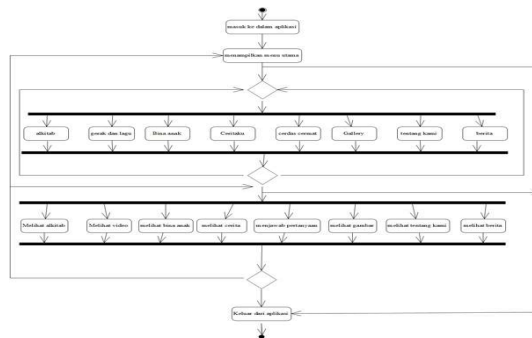 masuk ke dalam aplikasi
menampilkan menu utama
alkitab
gerak dan lagu
Bina anak
Ceritaku
cerdas cermat
Gallery
tentang kami
berita
Melihat alkitab
Melihat video
melihat bina anak
melihat cerita
menjawab pertanyaan
melihat gambar
melihat tentang kami
melihat berita
Keluar dari aplikasi